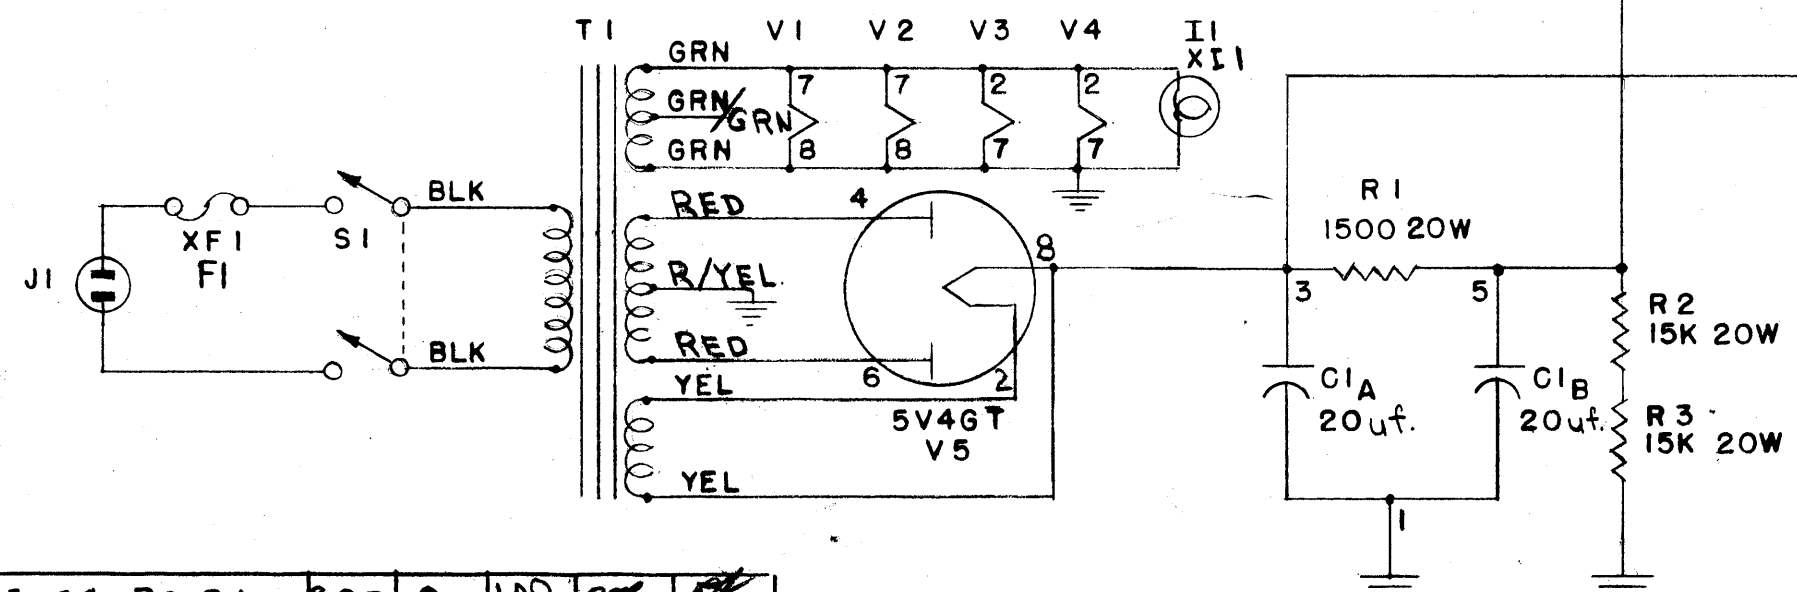 T1 V1 V2 V3 V4 I1
XI1
GRN
7 7 2 2
GRN
/GRN
GRN
8 8 7 7
BLK
RED
4
R1
1500 20W
XF1
F1
S1
8
J1
R/YEL
3
5
R2
15K 20W
BLK
RED
6
2
YEL
C1A
20uf.
C1B
20uf.
R3
15K 20W
5V4GT
V5
YEL
1